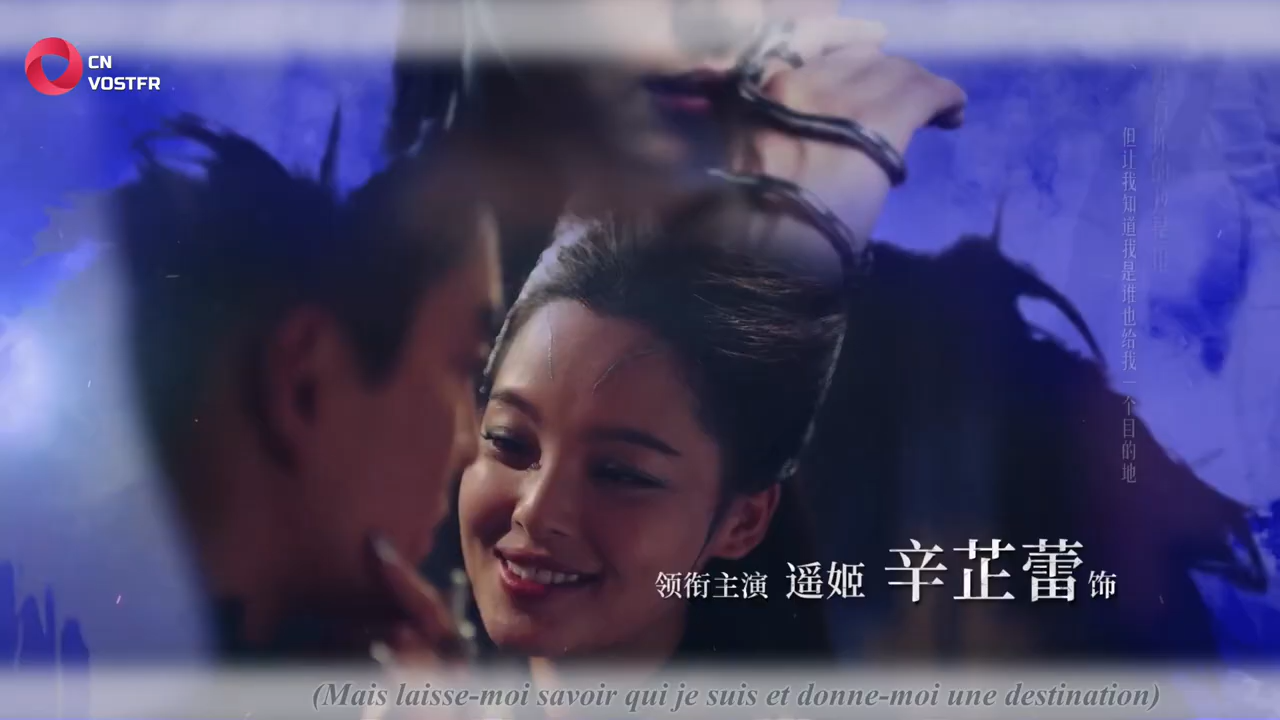 CN
VOSTFR
但让我知道我是谁也给我一个目的地
领衔主演 遥姬 辛芷蕾 饰
(Mais laisse-moi savoir qui je suis et donne-moi une destination)